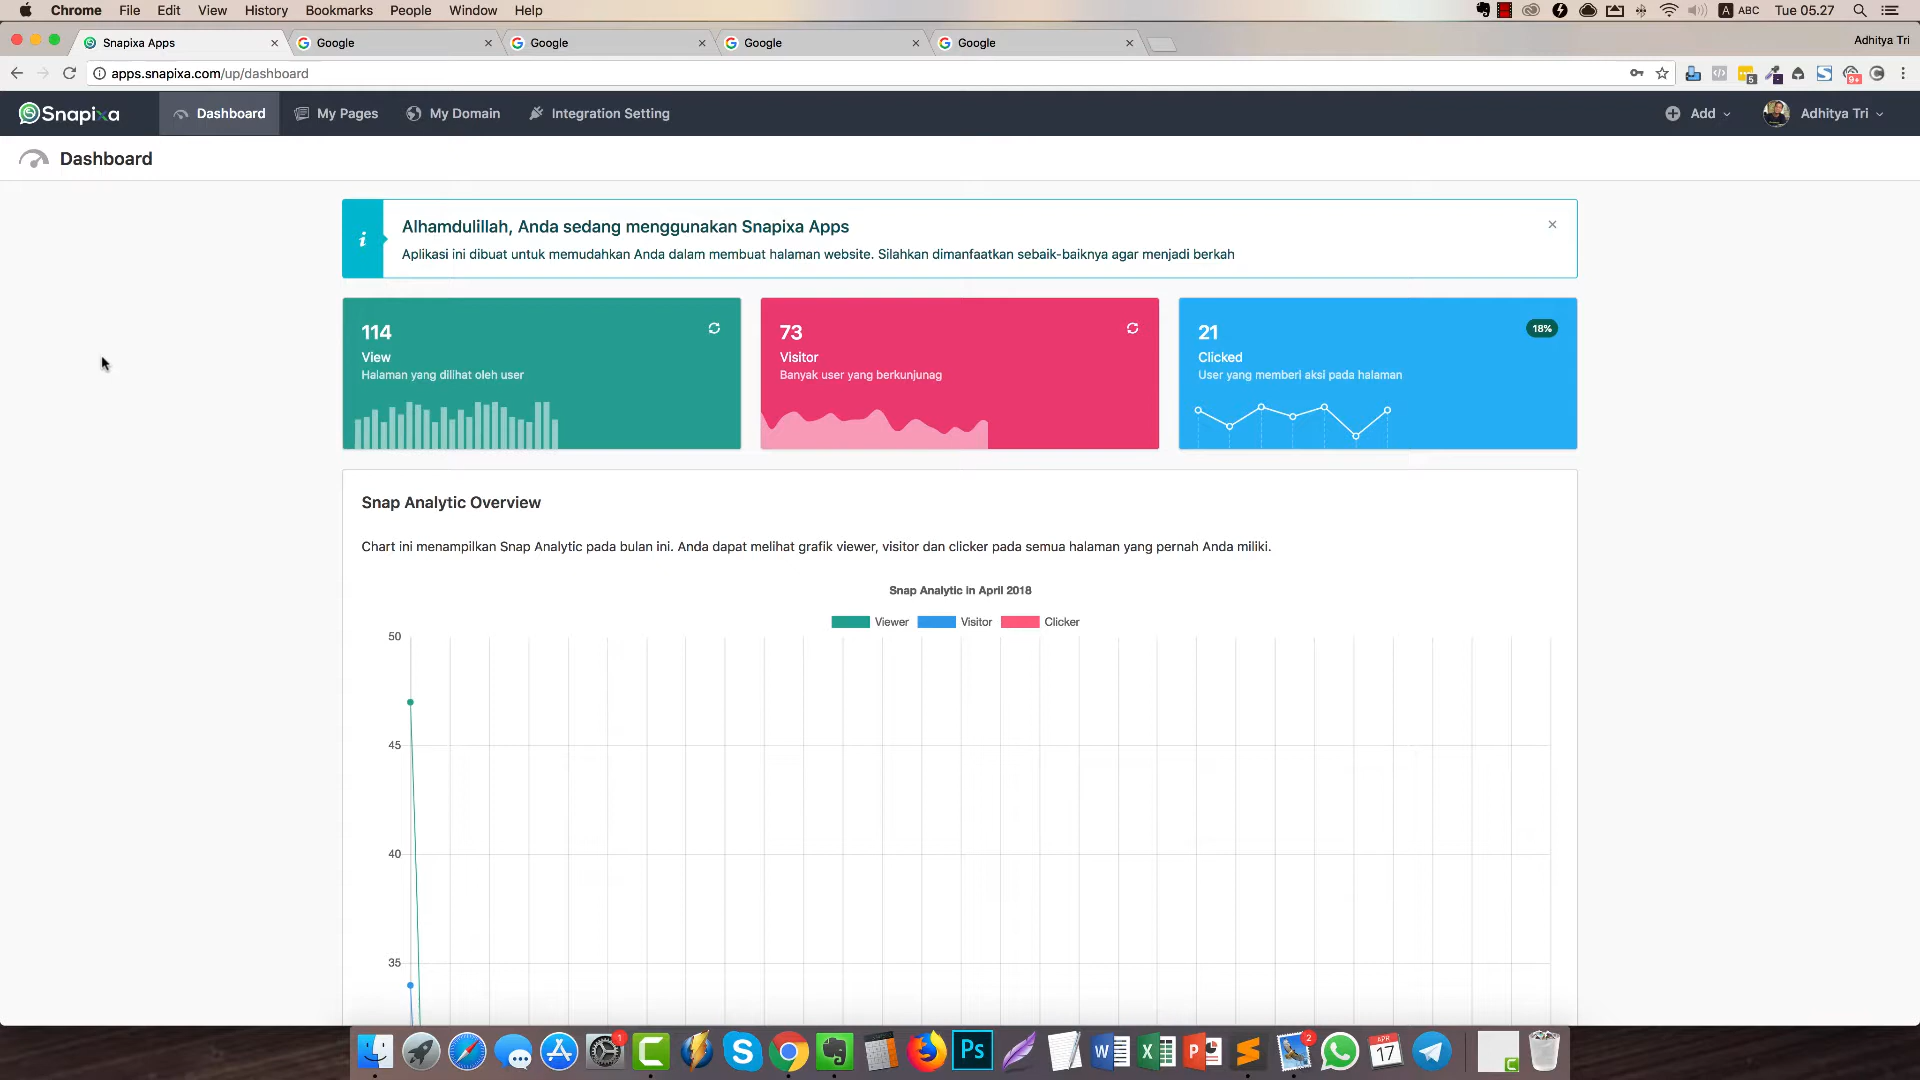 Chrome File Edit View History Bookmarks People Window Help ABC Tue 05.27
Snapixa Apps Google Google Google Google Adhitya Tri
apps.snapixa.com/up/dashboard 5 9+
Snapixa Dashboard My Pages My Domain Integration Setting Add Adhitya Tri
Dashboard
Alhamdulillah, Anda sedang menggunakan Snapixa Apps
Aplikasi ini dibuat untuk memudahkan Anda dalam membuat halaman website. Silahkan dimanfaatkan sebaik-baiknya agar menjadi berkah
114
View
Halaman yang dilihat oleh user
73
Visitor
Banyak user yang berkunjunag
21
Clicked
User yang memberi aksi pada halaman
18%
Snap Analytic Overview
Chart ini menampilkan Snap Analytic pada bulan ini. Anda dapat melihat grafik viewer, visitor dan clicker pada semua halaman yang pernah Anda miliki.
Snap Analytic in April 2018
Viewer Visitor Clicker
50
45
40
35
1 Ps 2 APR 17